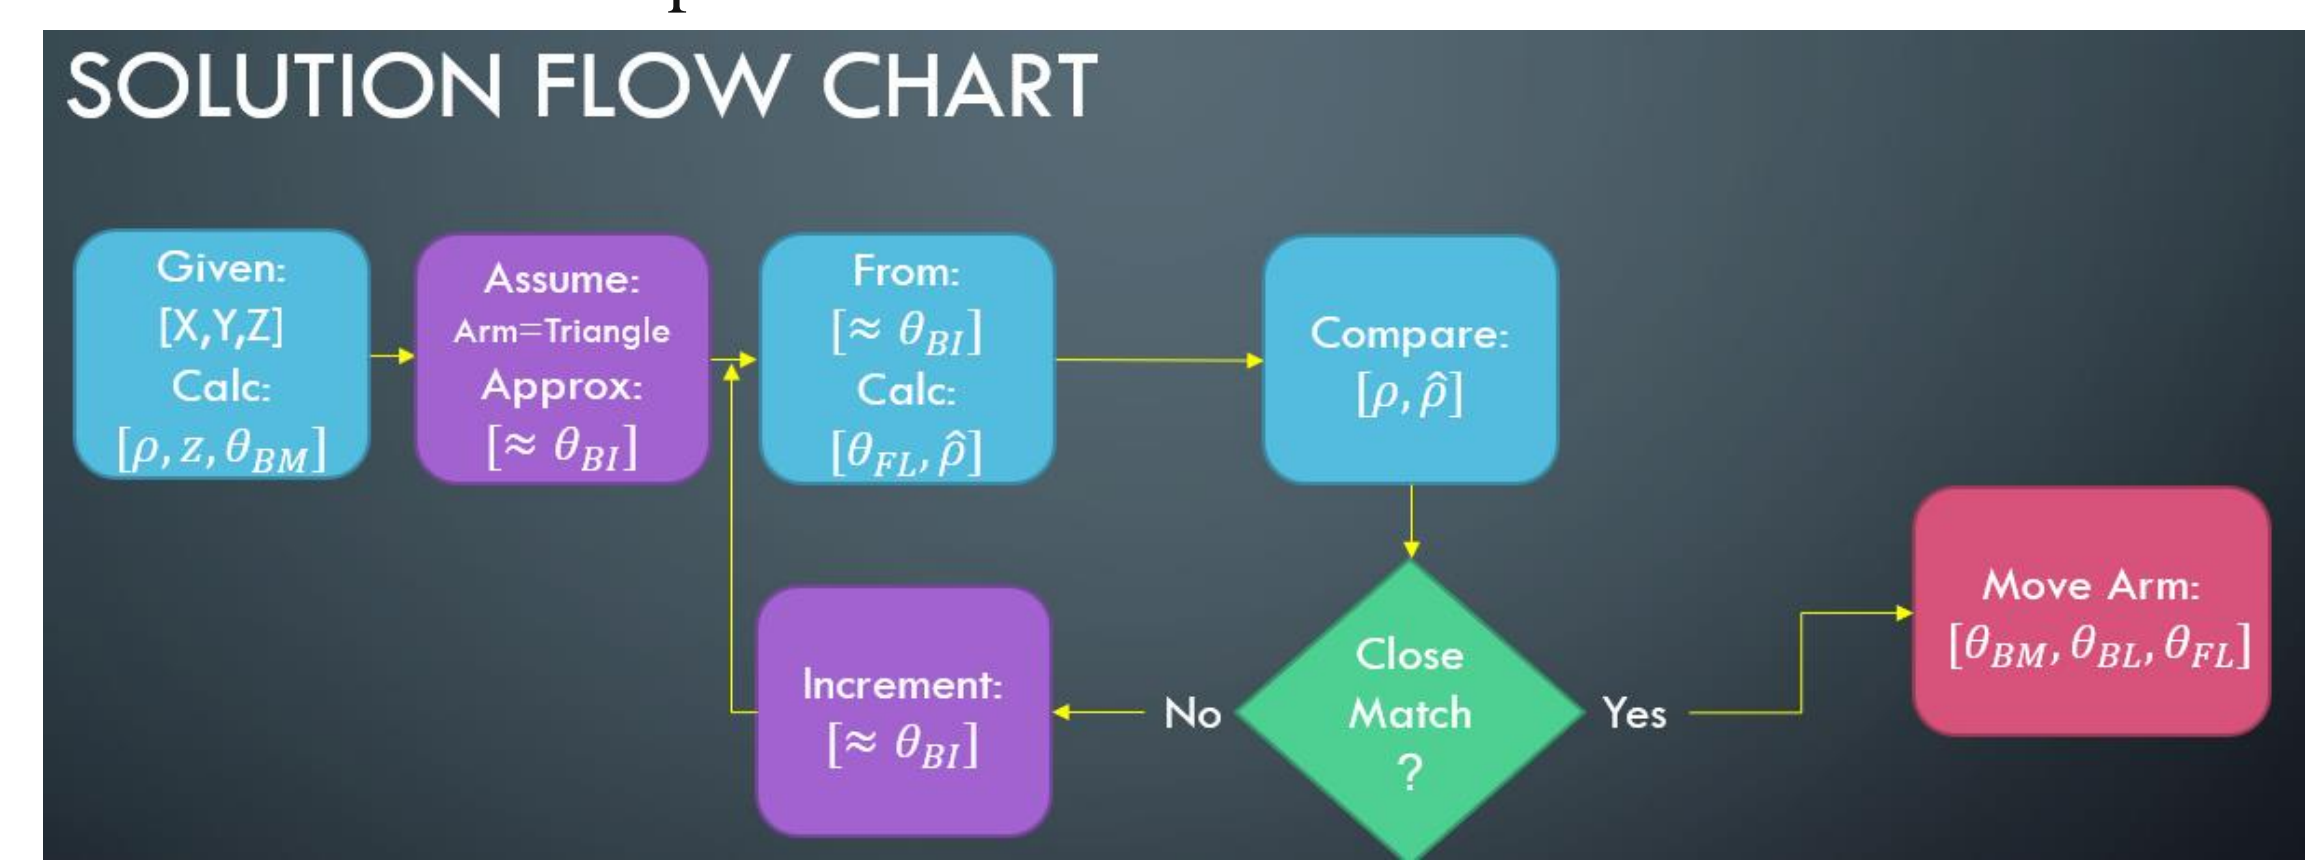 SOLUTION FLOW CHART
Given:
[X,Y,Z]
Calc:
[ρ, z, θ_BM]
Assume:
Arm=Triangle
Approx:
[≈ θ_BI]
From:
[≈ θ_BI]
Calc:
[θ_FL, ρ̂]
Compare:
[ρ, ρ̂]
Close
Match
?
No
Yes
Increment:
[≈ θ_BI]
Move Arm:
[θ_BM, θ_BL, θ_FL]